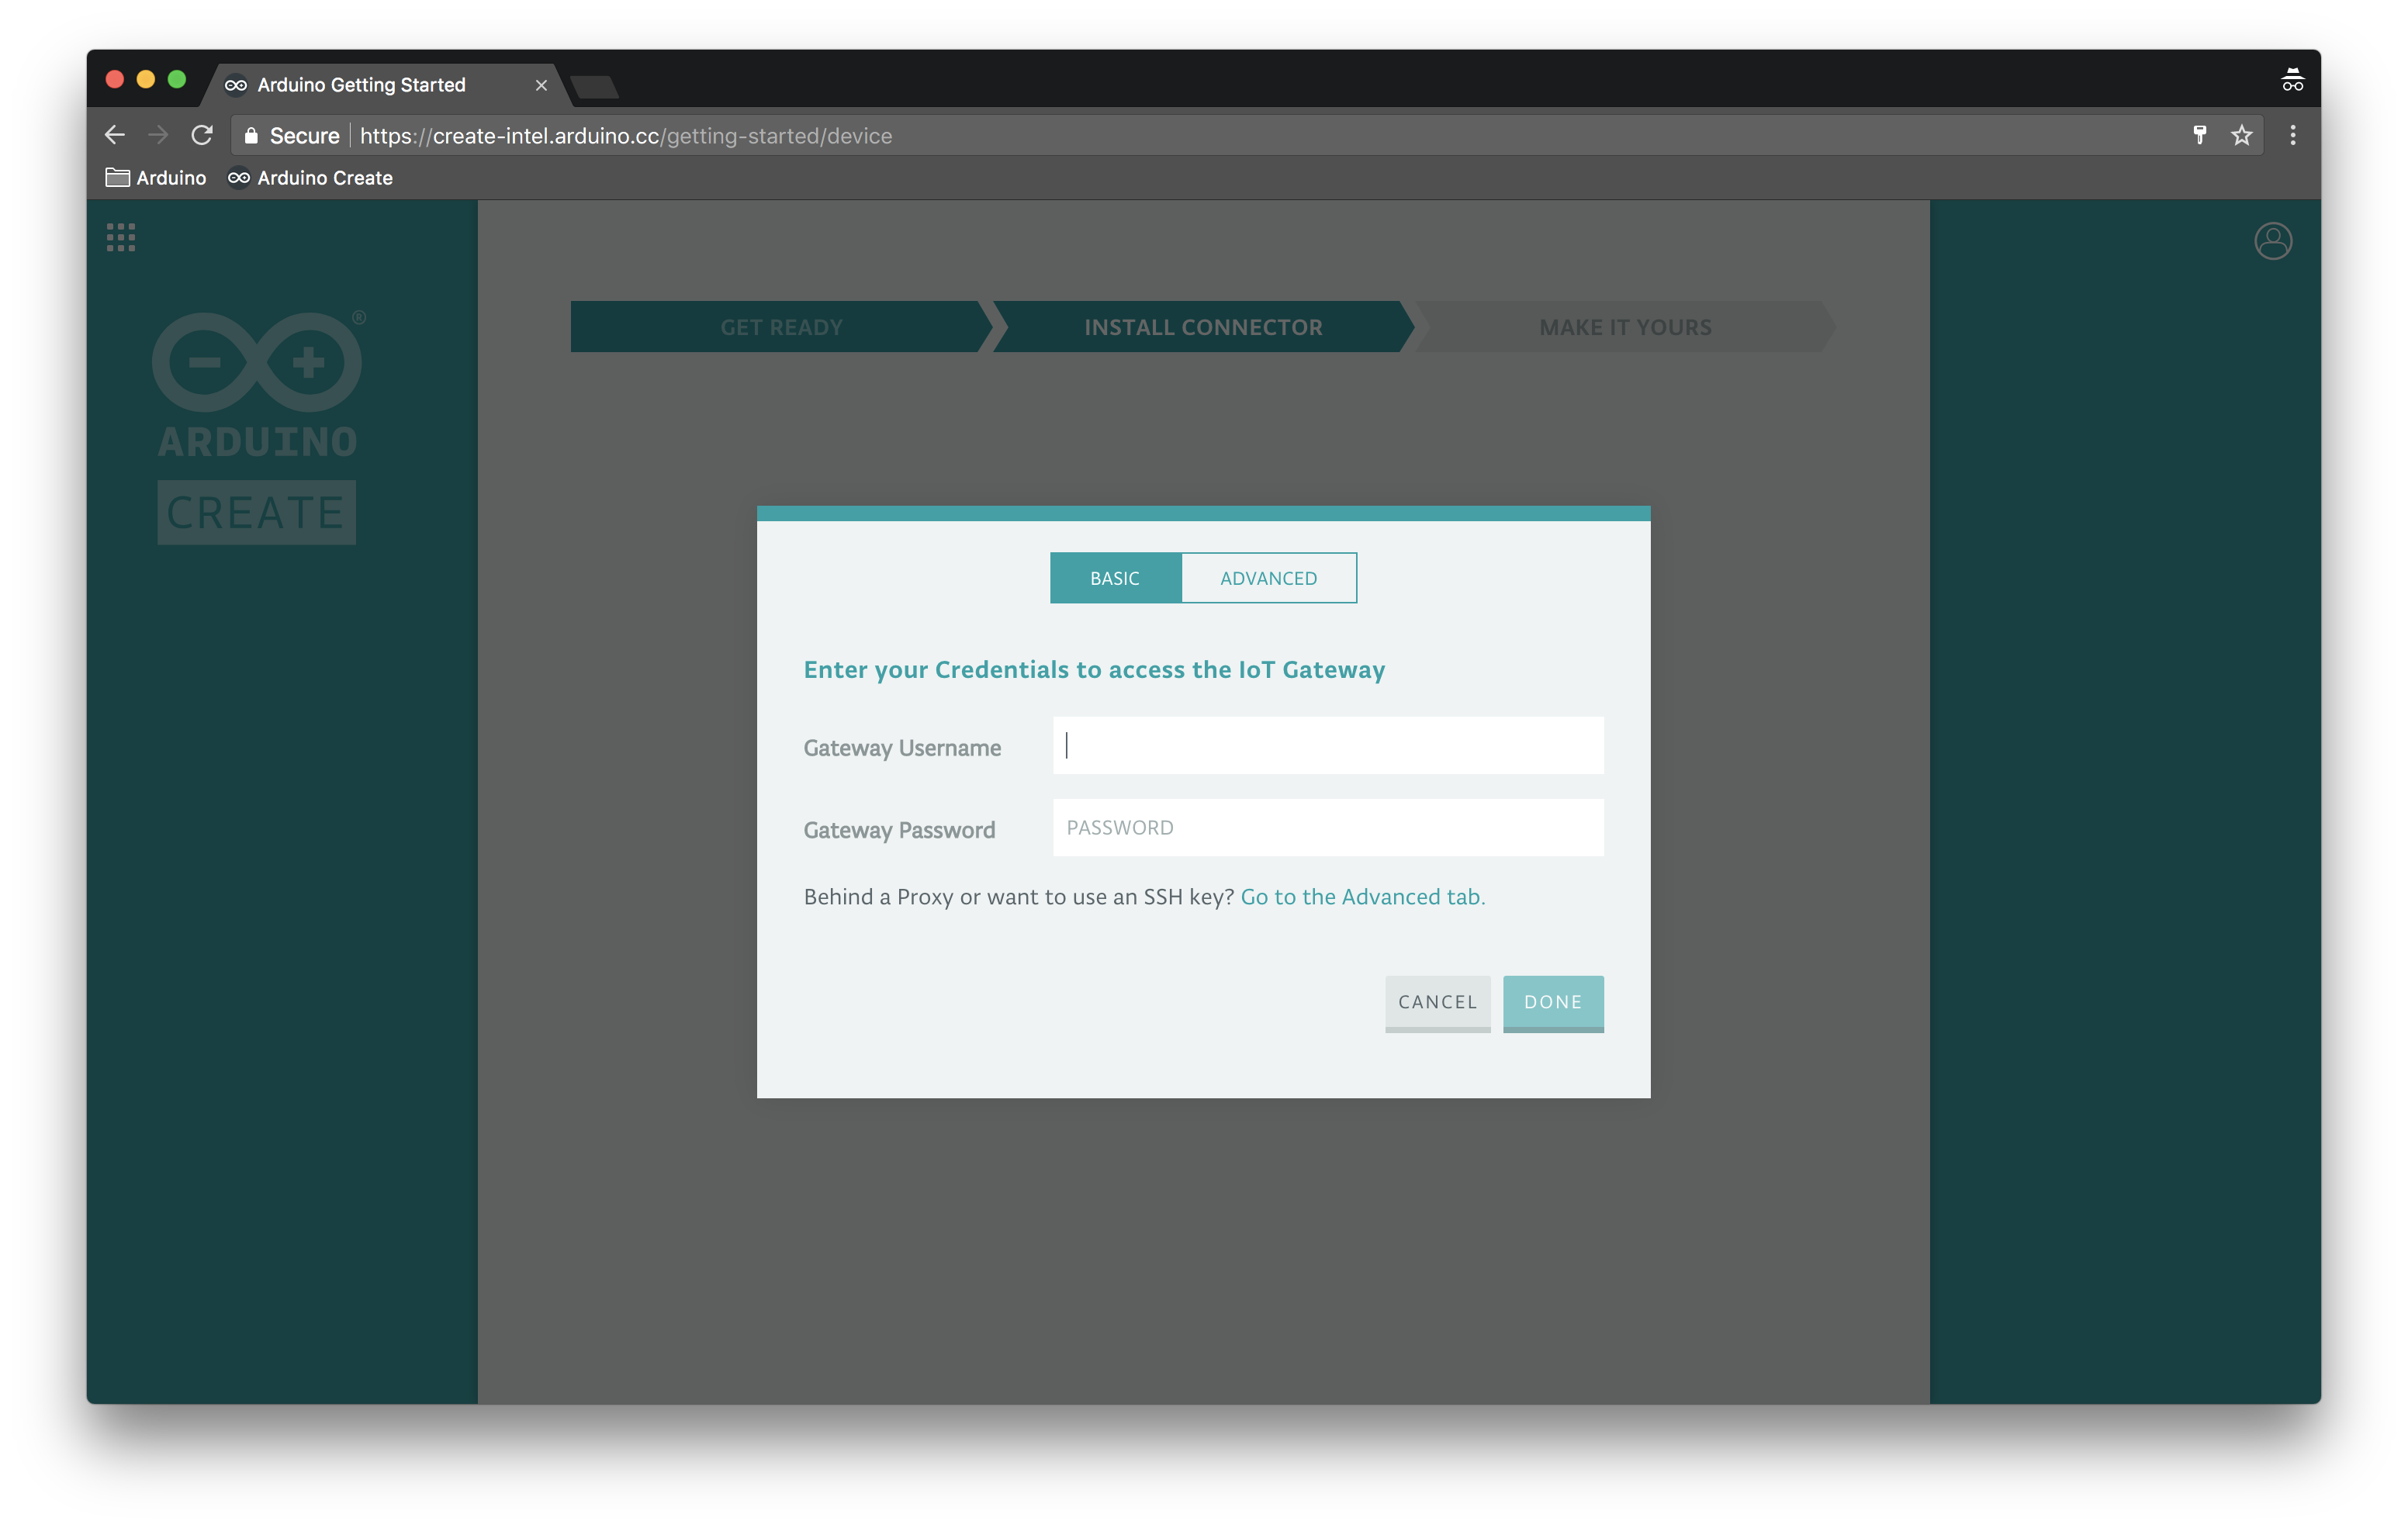 Arduino Getting Started
Secure https://create-intel.arduino.cc/getting-started/device
Arduino Arduino Create
GET READY INSTALL CONNECTOR MAKE IT YOURS
®
ARDUINO
CREATE
BASIC ADVANCED
Enter your Credentials to access the IoT Gateway
Gateway Username
Gateway Password PASSWORD
Behind a Proxy or want to use an SSH key? Go to the Advanced tab.
CANCEL DONE